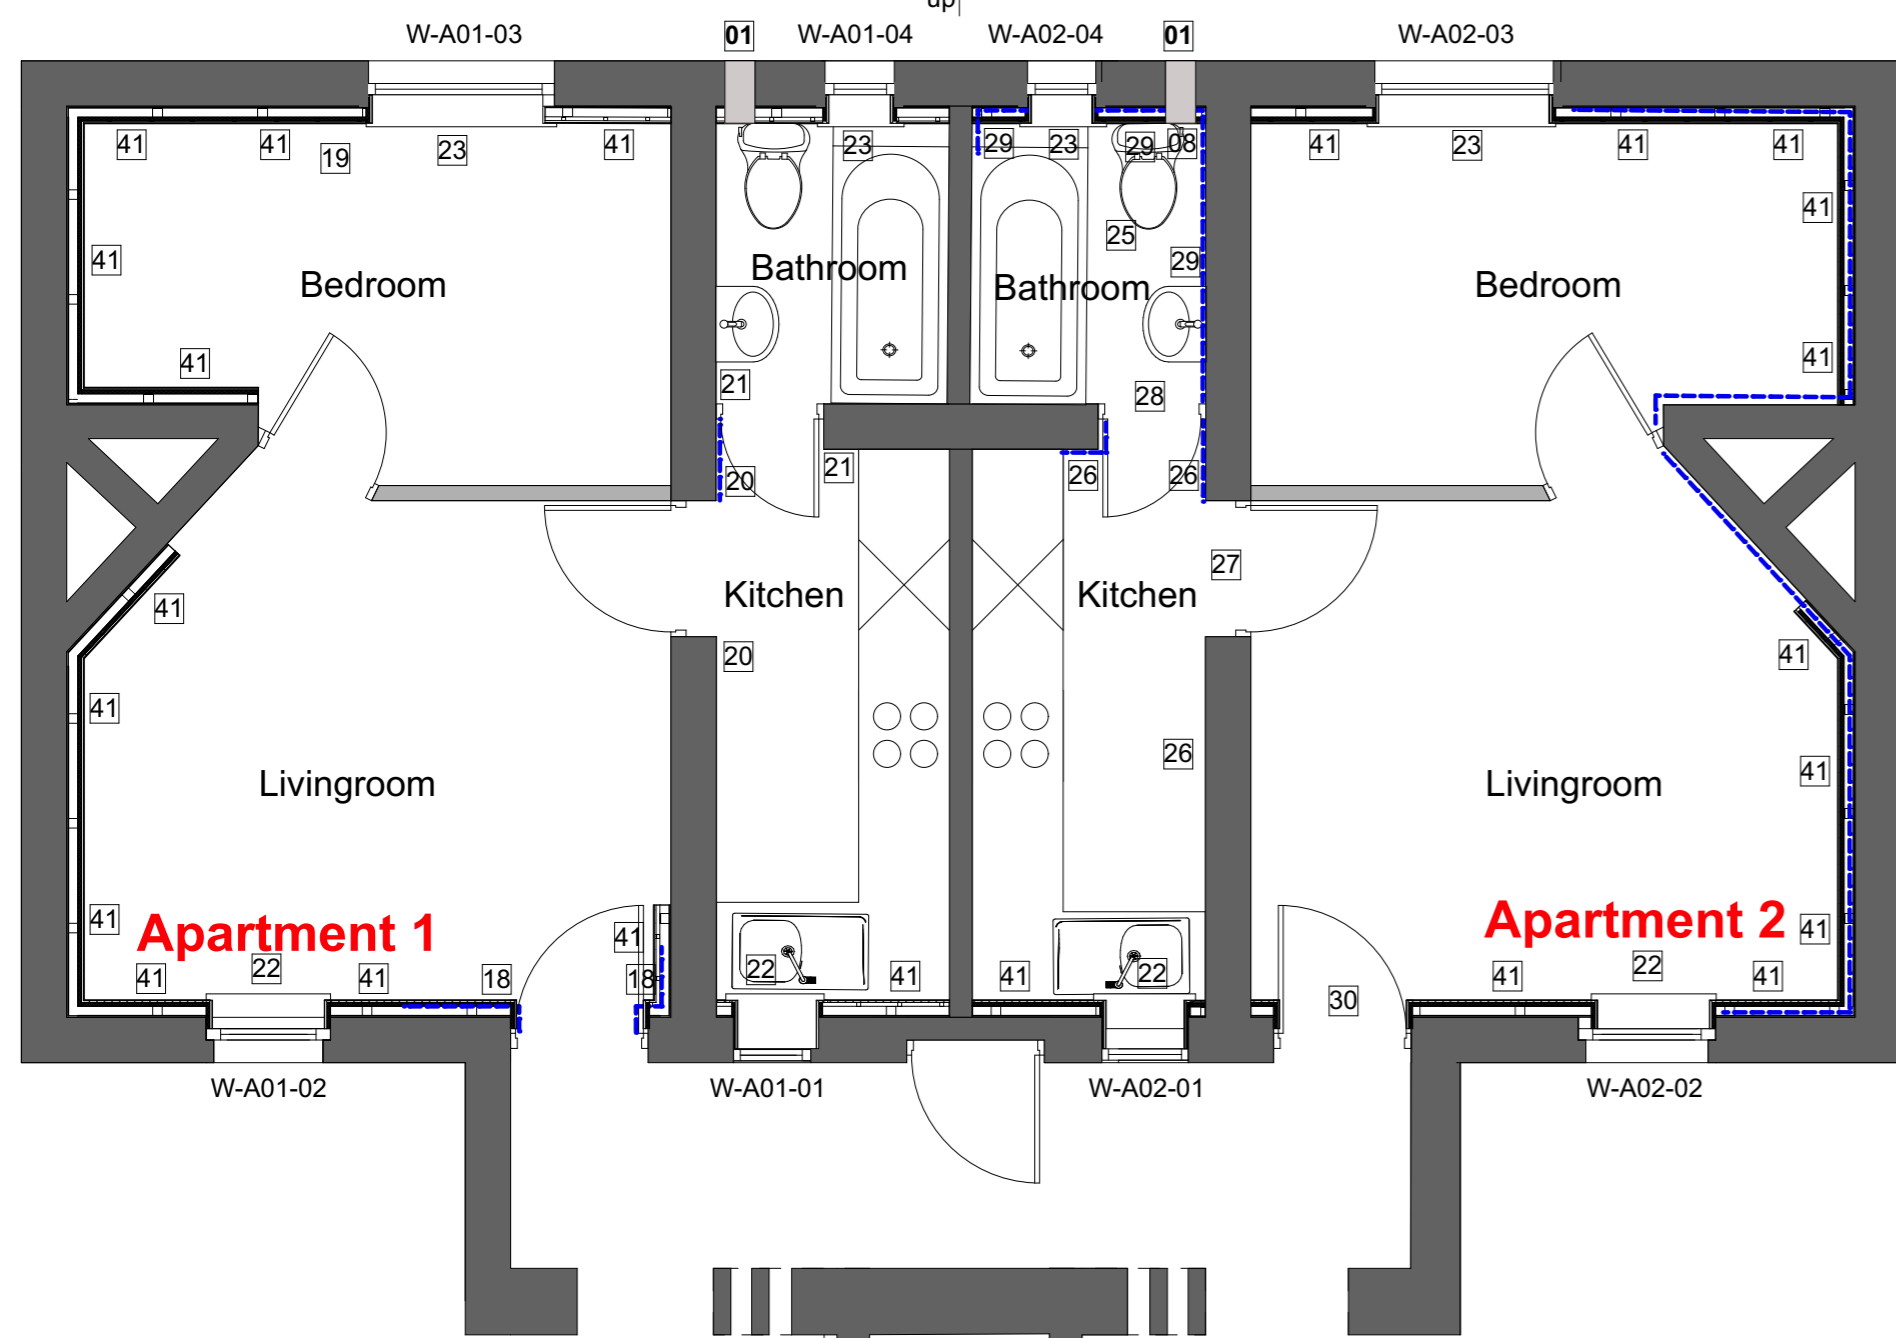 up
W-A01-03 01 W-A01-04 W-A02-04 01 W-A02-03
41 41 19 23 41 23 29 23 29 08 41 23 41 41
41 25 41
41 Bedroom Bathroom Bathroom 29 Bedroom
41 21 28 41
20 21 26 26
27
41 Kitchen Kitchen
20 41
41 26 41
Livingroom Livingroom
41 Apartment 1 41 Apartment 2 41
41 22 41 18 18 22 41 41 22 30 41 22 41
W-A01-02 W-A01-01 W-A02-01 W-A02-02